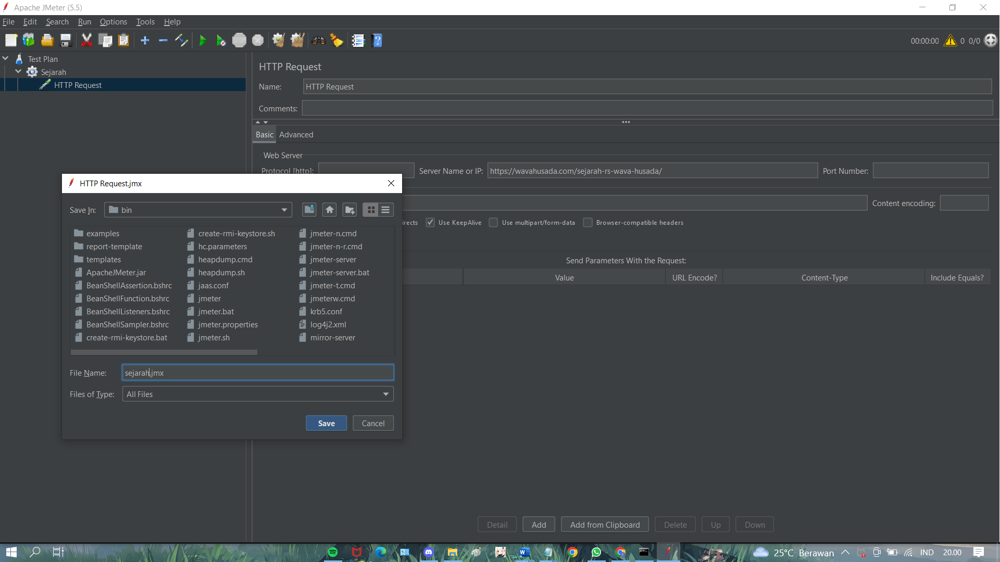 Apache JMeter (5.5)
File Edit Search Run Options Tools Help
STOP
00:00:00 0 0/0
Test Plan
Sejarah
HTTP Request
HTTP Request
Name: HTTP Request
Comments:
Basic Advanced
Web Server
Protocol [http]: Server Name or IP: https://wavahusada.com/sejarah-rs-wava-husada/ Port Number:
Content encoding:
irects Use KeepAlive Use multipart/form-data Browser-compatible headers
Send Parameters With the Request:
Value URL Encode? Content-Type Include Equals?
Detail Add Add from Clipboard Delete Up Down
HTTP Request.jmx
Save In: bin
examples create-rmi-keystore.sh jmeter-n.cmd
report-template hc.parameters jmeter-n-r.cmd
templates heapdump.cmd jmeter-server
ApacheJMeter.jar heapdump.sh jmeter-server.bat
BeanShellAssertion.bshrc jaas.conf jmeter-t.cmd
BeanShellFunction.bshrc jmeter jmeterw.cmd
BeanShellListeners.bshrc jmeter.bat krb5.conf
BeanShellSampler.bshrc jmeter.properties log4j2.xml
create-rmi-keystore.bat jmeter.sh mirror-server
File Name: sejarah.jmx
Files of Type: All Files
Save Cancel
25°C Berawan IND 20.00